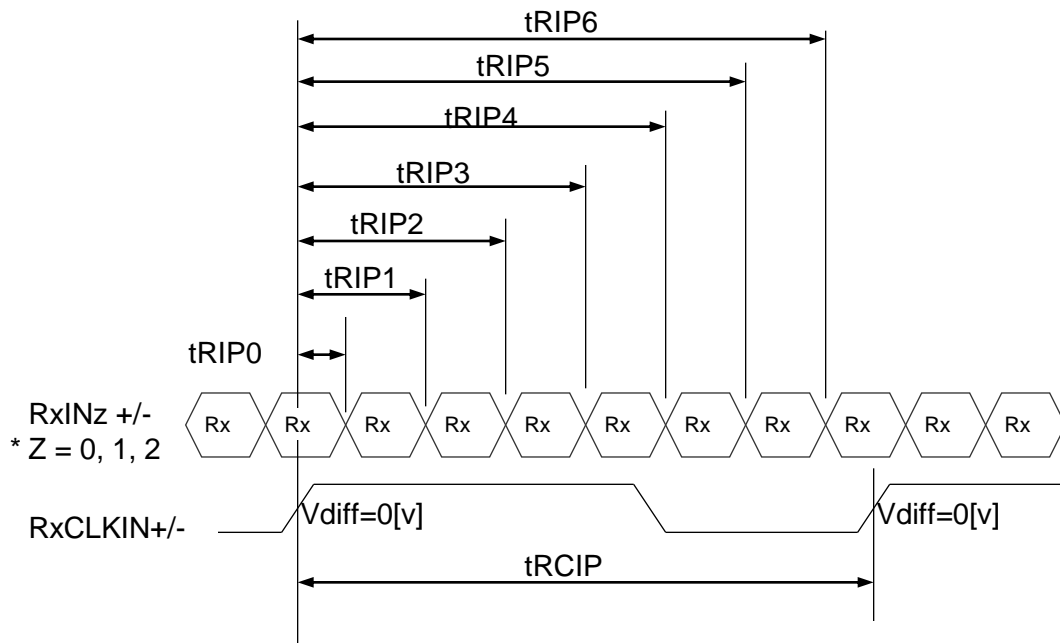 tRIP6
tRIP5
tRIP4
tRIP3
tRIP2
tRIP1
tRIP0
RxINz +/-
* Z = 0, 1, 2
Rx Rx Rx Rx Rx Rx Rx Rx Rx Rx Rx
RxCLKIN+/-
Vdiff=0[v] Vdiff=0[v]
tRCIP